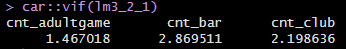 > car::vif(lm3_2_1)
cnt_adultgame cnt_bar cnt_club
1.467018 2.869511 2.198636